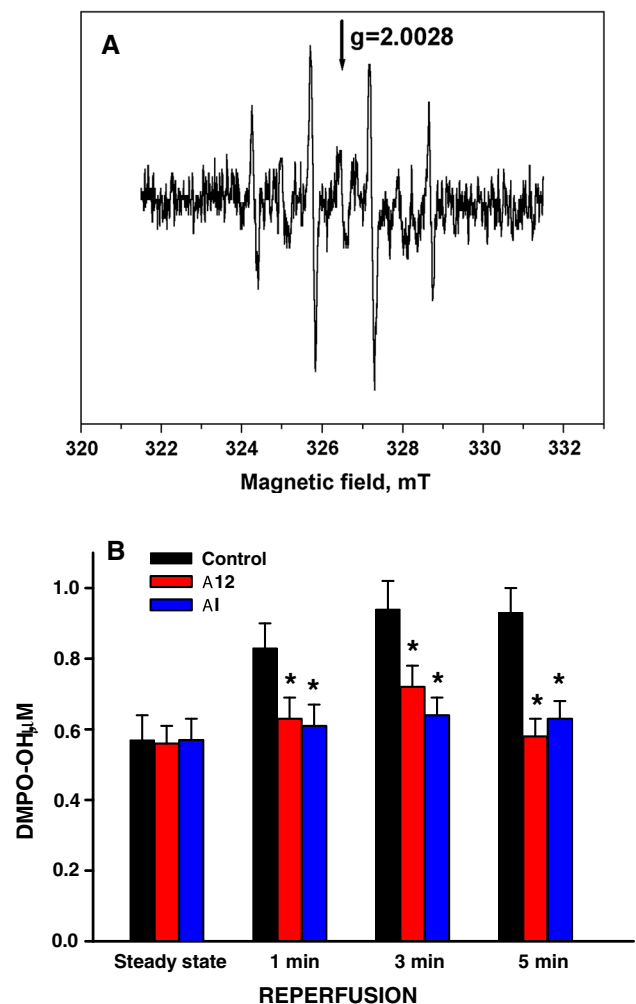 A
g=2.0028
320 322 324 326 328 330 332
Magnetic field, mT
B
Control
A12
AI
1.0
0.8
0.6
0.4
0.2
0.0
DMPO-OH, μM
* *
* *
* *
Steady state 1 min 3 min 5 min
REPERFUSION